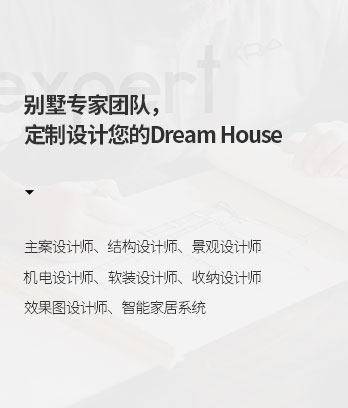 expert
别墅专家团队，
定制设计您的Dream House
主案设计师、结构设计师、景观设计师
机电设计师、软装设计师、收纳设计师
效果图设计师、智能家居系统